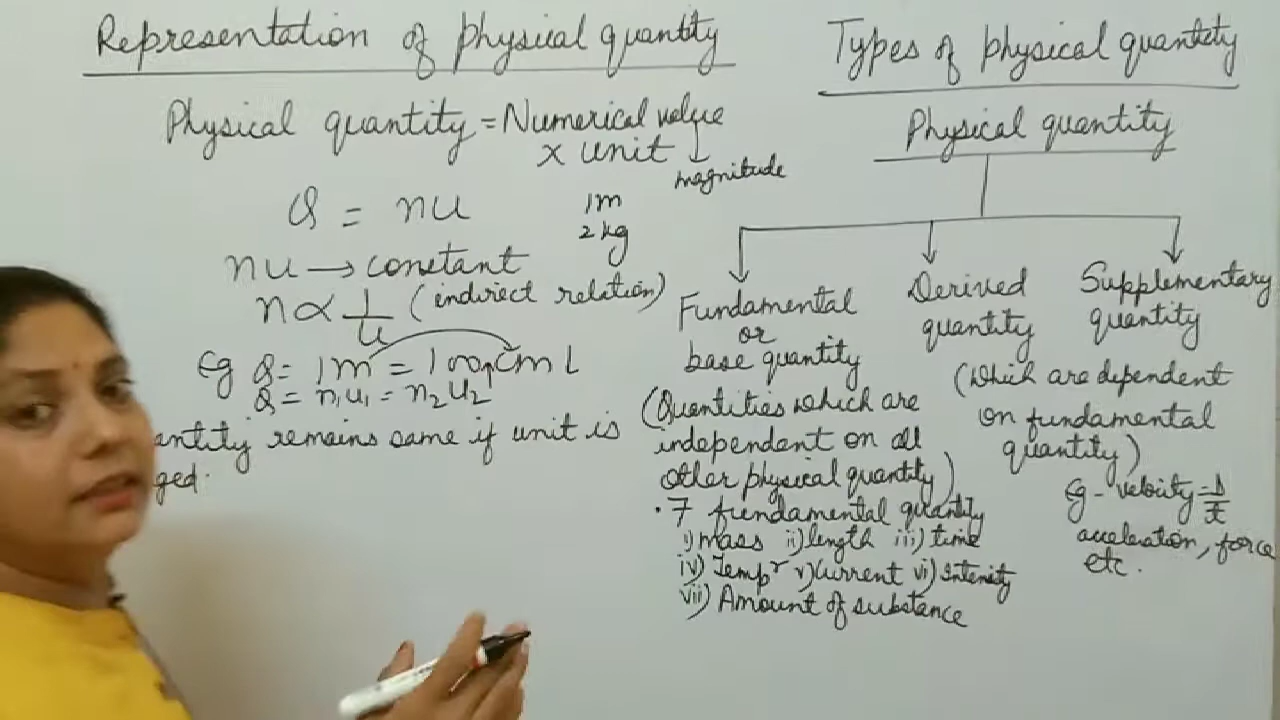 Representation of physical quantity
Physical quantity = Numerical value
x unit
magnitude
Q = nu
1m
2 kg
nu → constant
n ∝ 1/u (indirect relation)
Eg Q = 1m = 100 cm
Q = n₁u₁ = n₂u₂
antity remains same if unit is
ged.
Types of physical quantity
Physical quantity
Fundamental
or
base quantity
(Quantities which are
independent on all
other physical quantity)
• 7 fundamental quantity
i) mass ii) length iii) time
iv) Tempr v) Current vi) Intensity
vii) Amount of substance
Derived
quantity
(Which are dependent
on fundamental
quantity)
Eg - velocity = D/t
acceleration, force
etc.
Supplementary
quantity